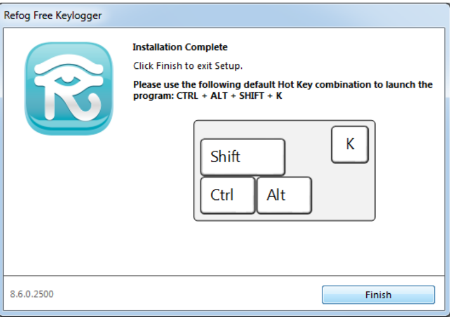 Refog Free Keylogger
Installation Complete
Click Finish to exit Setup.
Please use the following default Hot Key combination to launch the
program: CTRL + ALT + SHIFT + K
Shift
K
Ctrl
Alt
8.6.0.2500
Finish